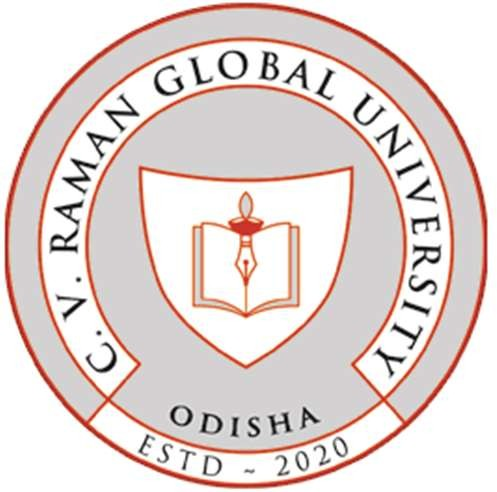 C. V. RAMAN GLOBAL UNIVERSITY
ODISHA
ESTD ~ 2020